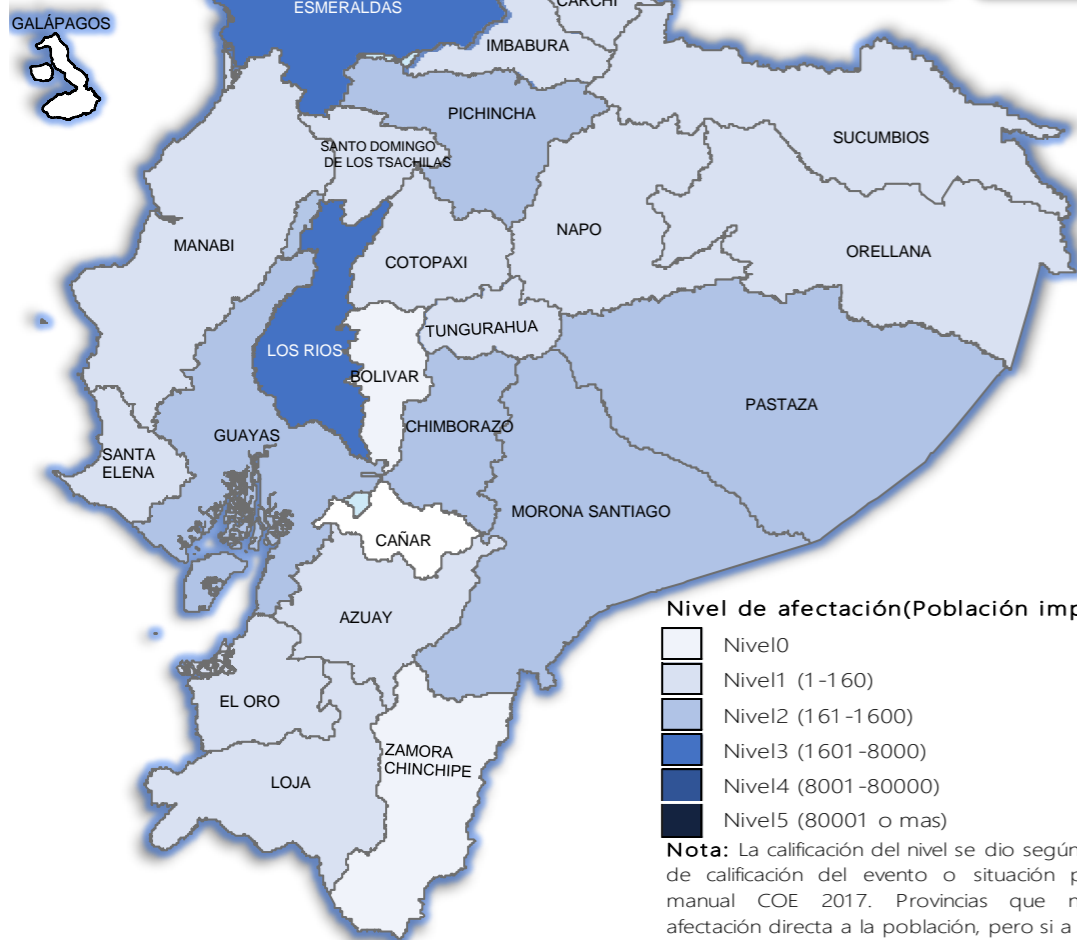 ESMERALDAS
CARCHI
GALÁPAGOS
IMBABURA
PICHINCHA
SUCUMBIOS
SANTO DOMINGO
DE LOS TSACHILAS
NAPO
MANABI
ORELLANA
COTOPAXI
TUNGURAHUA
LOS RIOS
BOLIVAR
PASTAZA
CHIMBORAZO
GUAYAS
SANTA
ELENA
MORONA SANTIAGO
CAÑAR
AZUAY
EL ORO
ZAMORA
CHINCHIPE
LOJA
Nivel de afectación(Población imp
Nivel0
Nivel1 (1-160)
Nivel2 (161-1600)
Nivel3 (1601-8000)
Nivel4 (8001-80000)
Nivel5 (80001 o mas)
Nota: La calificación del nivel se dio según
de calificación del evento o situación p
manual COE 2017. Provincias que n
afectación directa a la población, pero si a